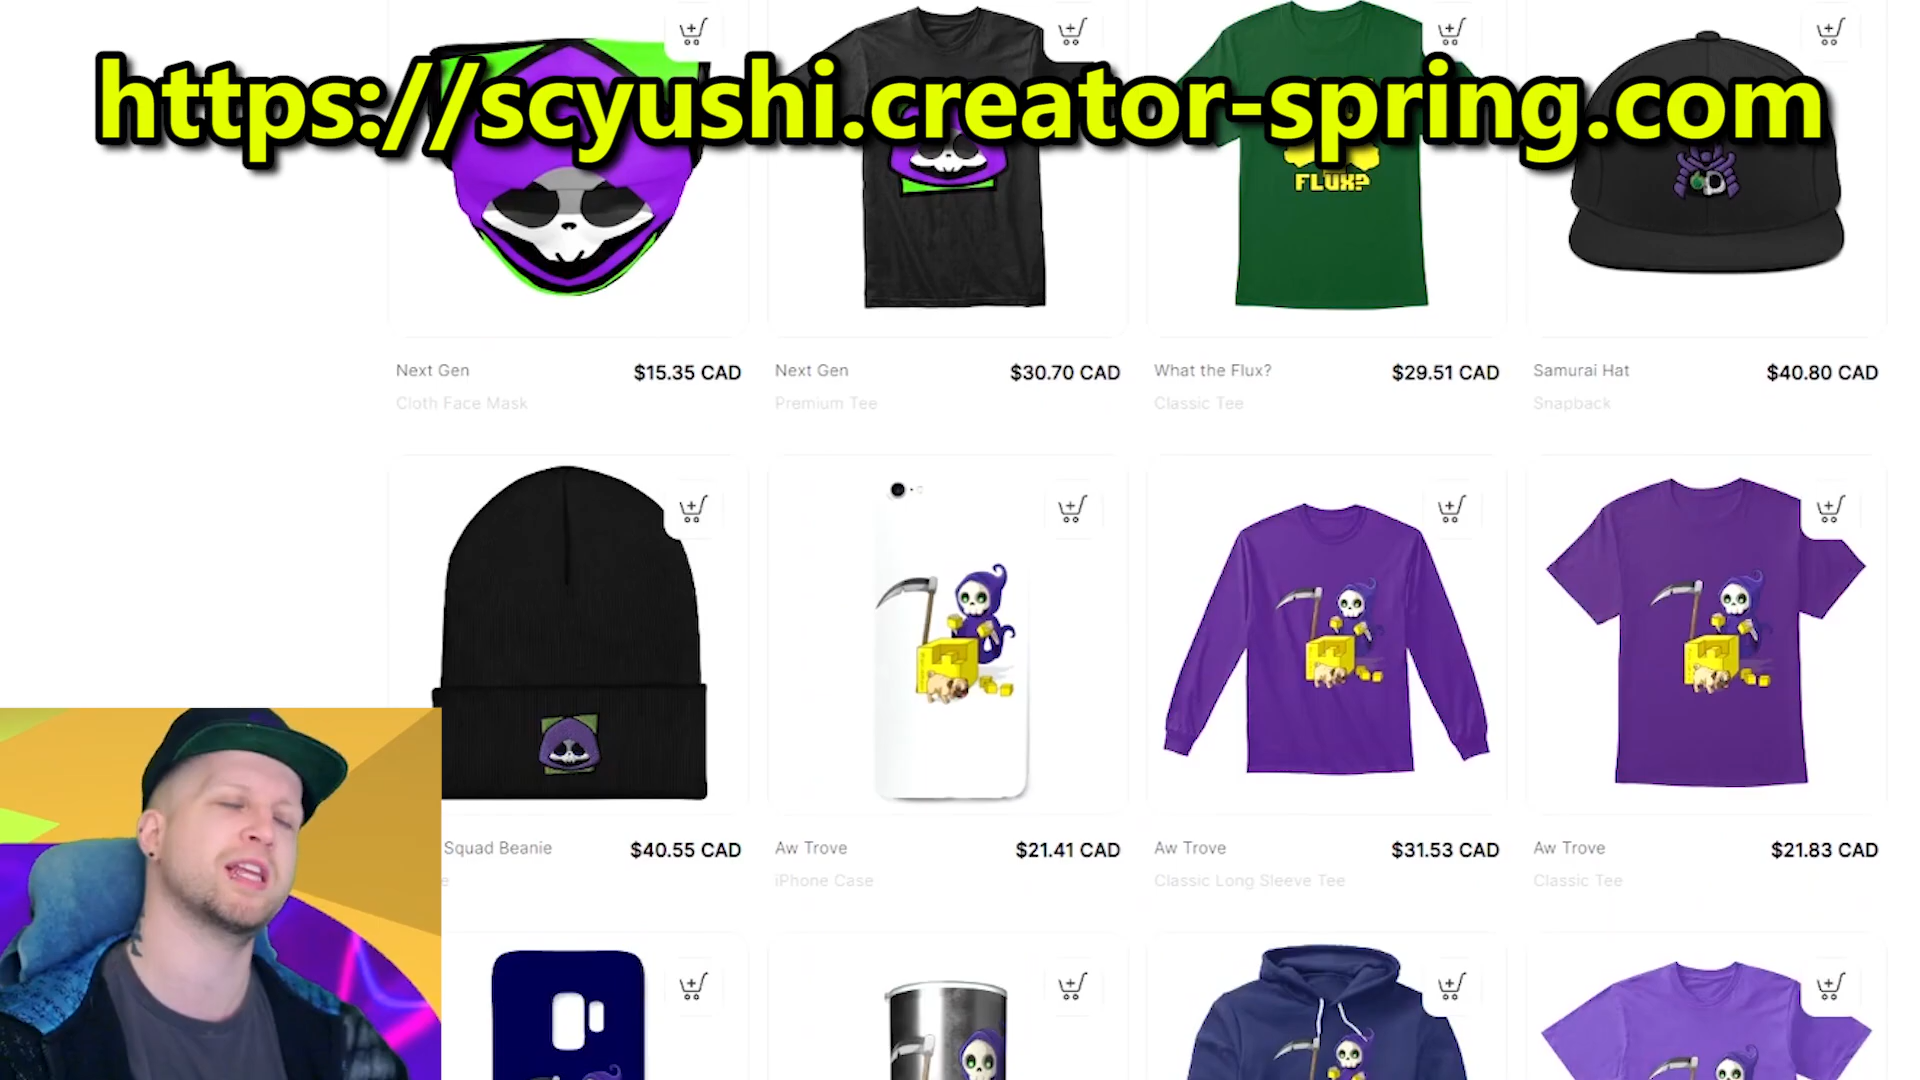 https://scyushi.creator-spring.com
FLUX?
Next Gen $15.35 CAD
Cloth Face Mask
Next Gen $30.70 CAD
Premium Tee
What the Flux? $29.51 CAD
Classic Tee
Samurai Hat $40.80 CAD
Snapback
Squad Beanie $40.55 CAD
Aw Trove $21.41 CAD
iPhone Case
Aw Trove $31.53 CAD
Classic Long Sleeve Tee
Aw Trove $21.83 CAD
Classic Tee